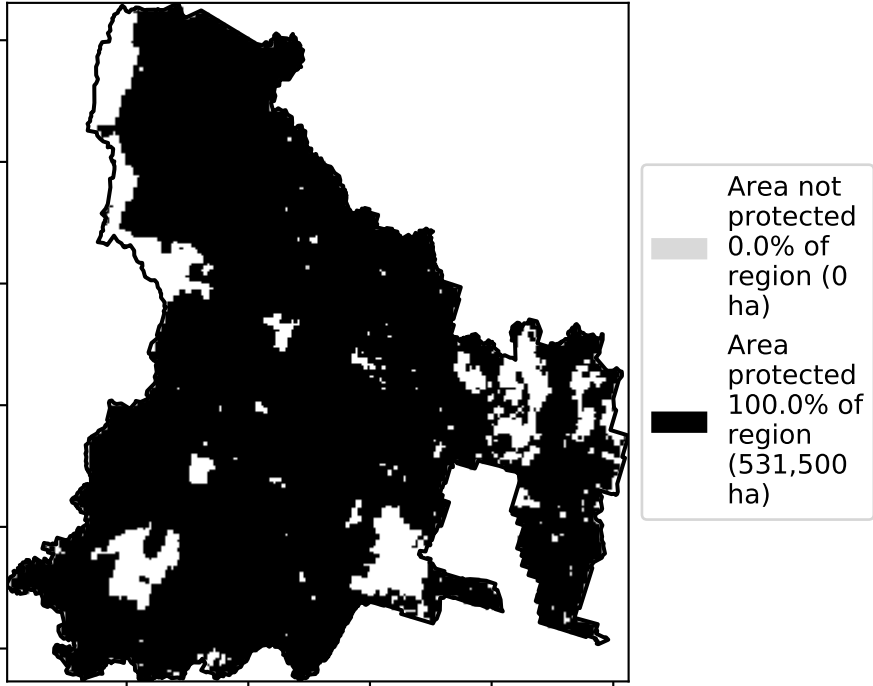 Area not
protected
0.0% of
region (0
ha)
Area
protected
100.0% of
region
(531,500
ha)